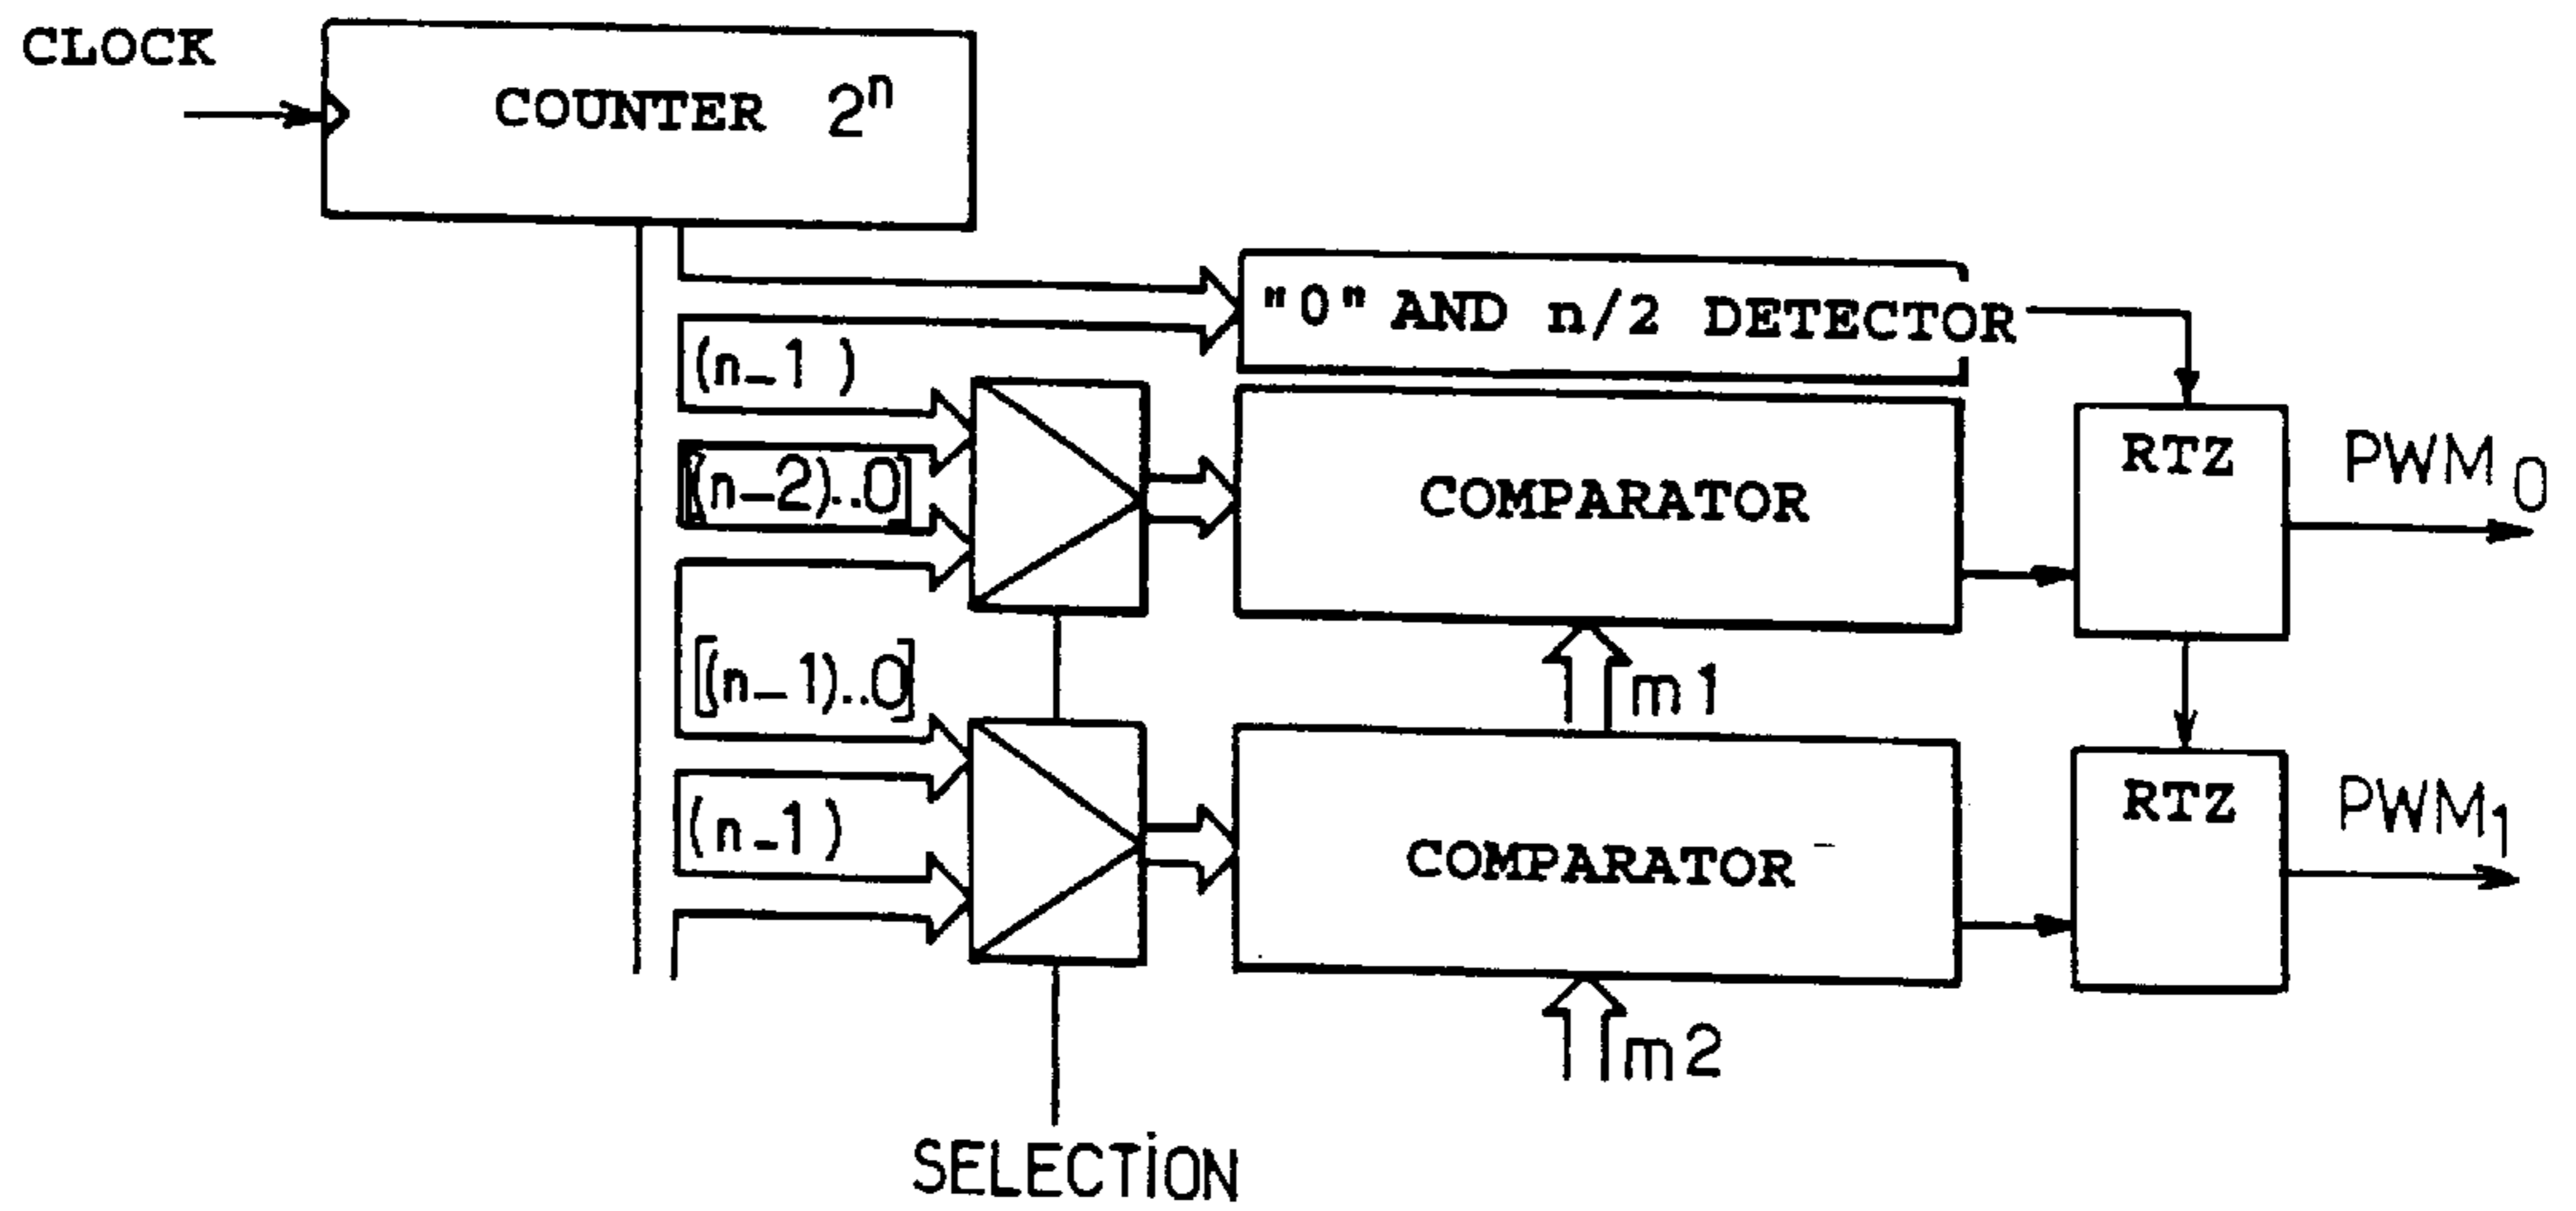 CLOCK
COUNTER 2ⁿ
"0" AND n/2 DETECTOR
(n-1)
[(n-2)..0]
COMPARATOR
RTZ
PWM₀
[(n-1)..0]
m1
(n-1)
COMPARATOR
RTZ
PWM₁
m2
SELECTION